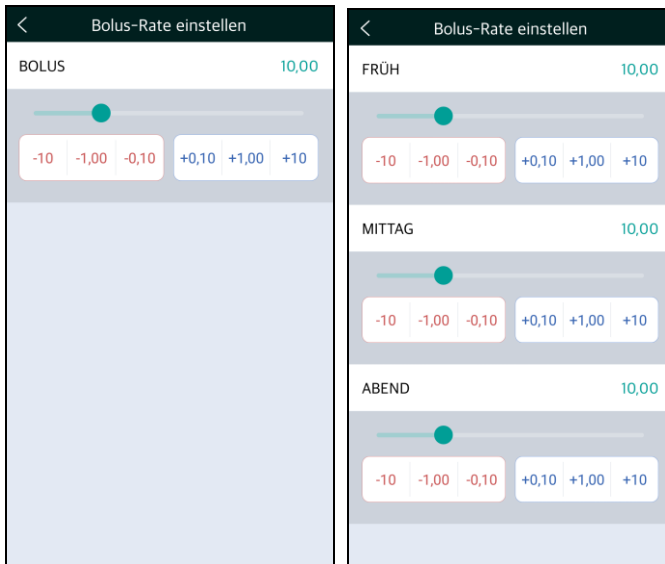 Bolus-Rate einstellen
BOLUS 10,00
-10 -1,00 -0,10 +0,10 +1,00 +10
Bolus-Rate einstellen
FRÜH 10,00
-10 -1,00 -0,10 +0,10 +1,00 +10
MITTAG 10,00
-10 -1,00 -0,10 +0,10 +1,00 +10
ABEND 10,00
-10 -1,00 -0,10 +0,10 +1,00 +10